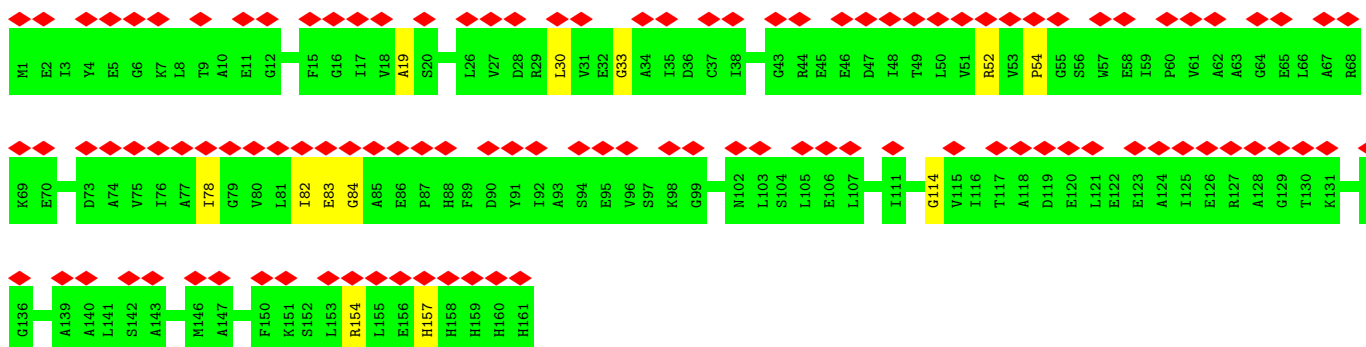 M1 E2 I3 Y4 E5 G6 K7 L8 T9 A10 E11 G12 F15 G16 I17 V18 A19 S20 L26 V27 D28 R29 L30 V31 E32 G33 A34 I35 D36 C37 I38 G43 R44 E45 E46 D47 I48 T49 L50 V51 R52 V53 P54 G55 S56 W57 E58 I59 P60 V61 A62 A63 G64 E65 L66 A67 R68
K69 E70 D73 A74 V75 I76 A77 I78 G79 V80 L81 I82 E83 G84 A85 E86 P87 H88 F89 D90 Y91 I92 A93 S94 E95 V96 S97 K98 G99 N102 L103 S104 L105 E106 L107 I111 G114 V115 I116 T117 A118 D119 E120 L121 E122 E123 A124 I125 E126 R127 A128 G129 T130 K131
G136 A139 A140 L141 S142 A143 M146 A147 F150 K151 S152 L153 R154 L155 E156 H157 H158 H159 H160 H161